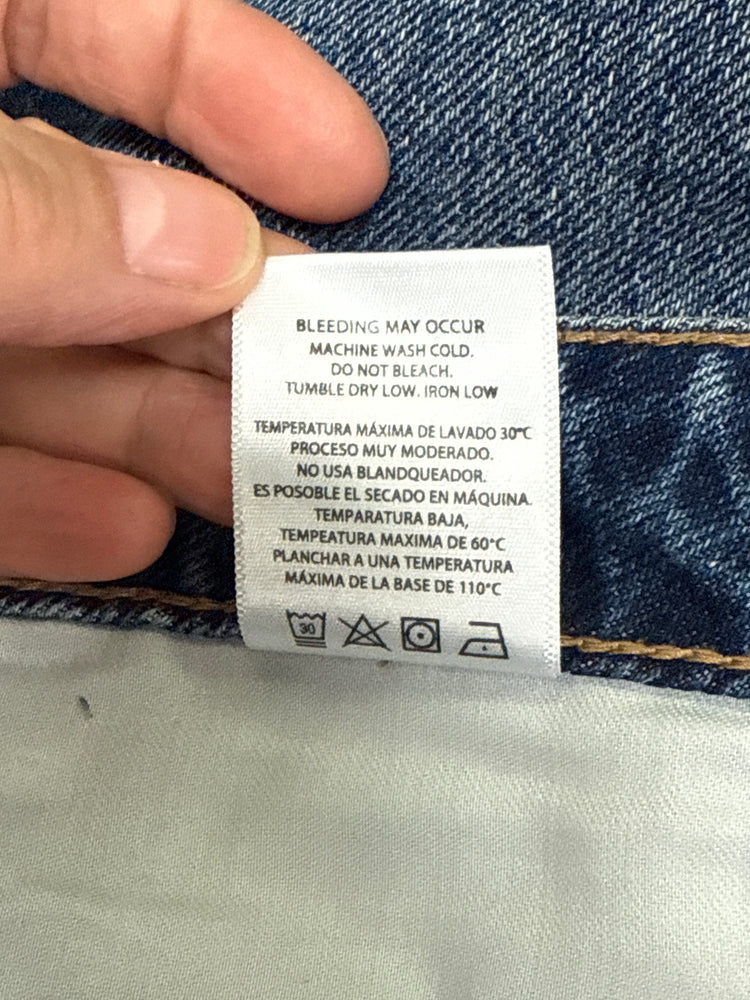 BLEEDING MAY OCCUR
MACHINE WASH COLD.
DO NOT BLEACH.
TUMBLE DRY LOW. IRON LOW
TEMPERATURA MÁXIMA DE LAVADO 30°C
PROCESO MUY MODERADO.
NO USA BLANDQUEADOR.
ES POSOBLE EL SECADO EN MÁQUINA.
TEMPARATURA BAJA,
TEMPEATURA MAXIMA DE 60°C
PLANCHAR A UNA TEMPERATURA
MÁXIMA DE LA BASE DE 110°C
30